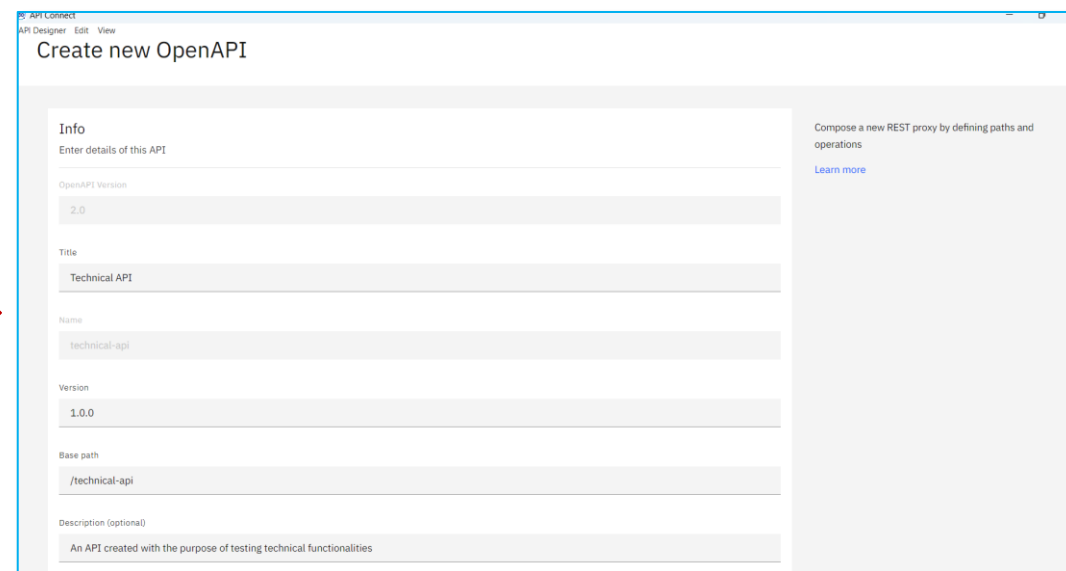 API Connect
API Designer Edit View
Create new OpenAPI
Info
Enter details of this API
OpenAPI Version
2.0
Title
Technical API
Name
technical-api
Version
1.0.0
Base path
/technical-api
Description (optional)
An API created with the purpose of testing technical functionalities
Compose a new REST proxy by defining paths and
operations
Learn more